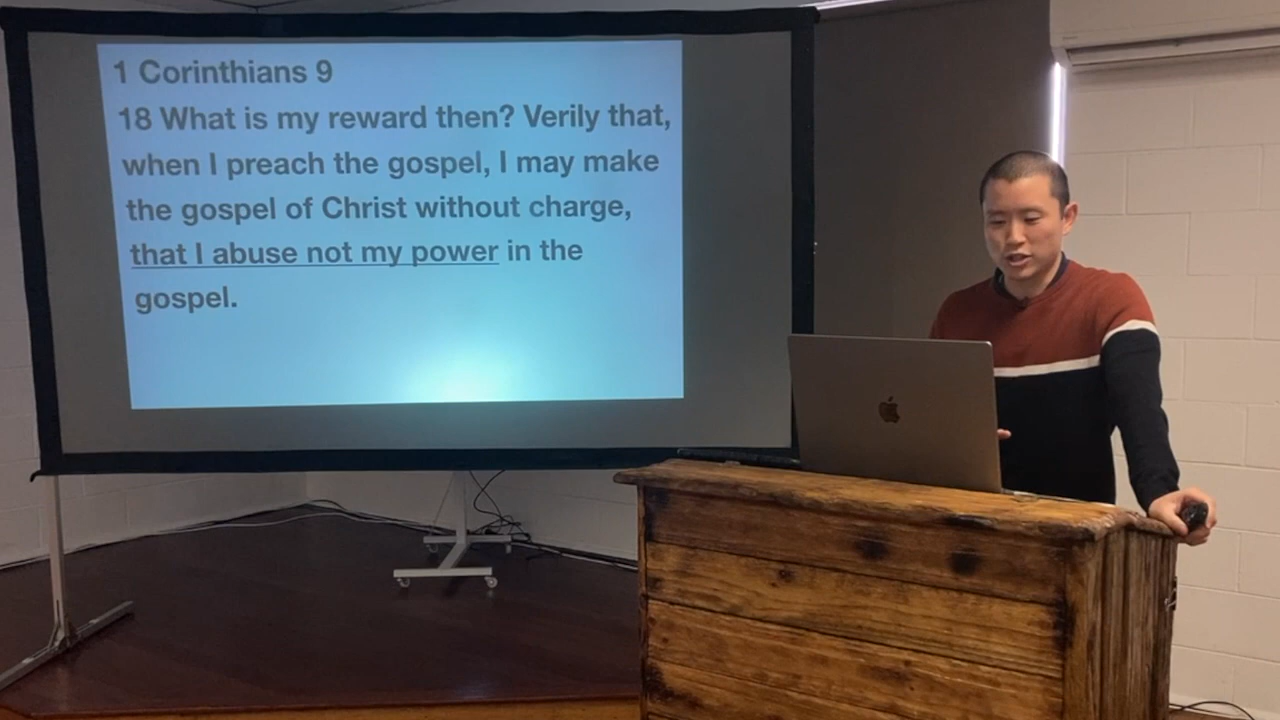 1 Corinthians 9
18 What is my reward then? Verily that,
when I preach the gospel, I may make
the gospel of Christ without charge,
that I abuse not my power in the
gospel.